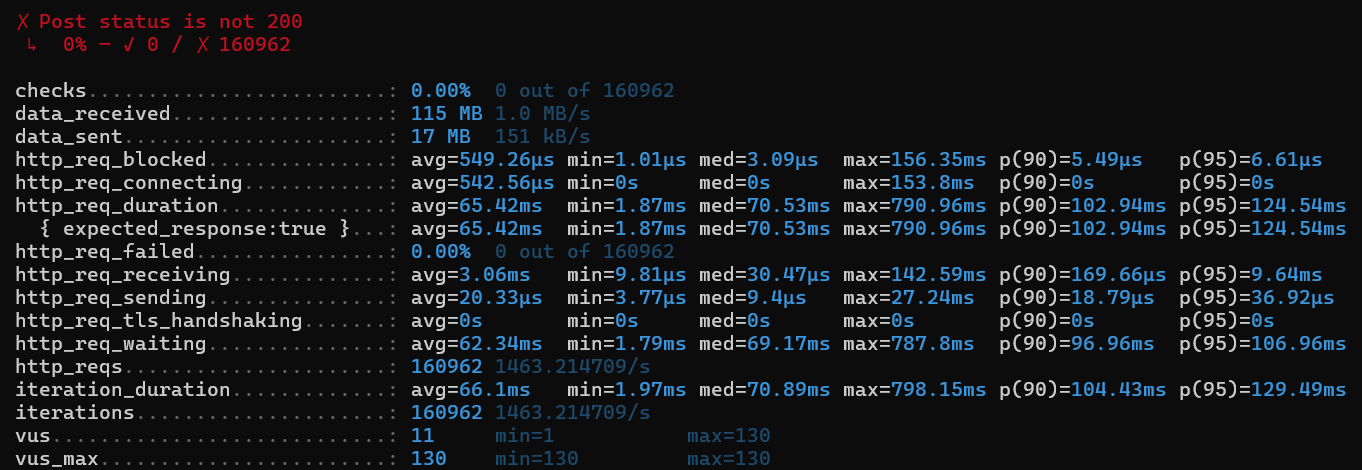 ✗ Post status is not 200
↳  0% — ✓ 0 / ✗ 160962
checks.........................: 0.00%  0 out of 160962
data_received..................: 115 MB 1.0 MB/s
data_sent......................: 17 MB  151 kB/s
http_req_blocked...............: avg=549.26µs min=1.01µs med=3.09µs  max=156.35ms p(90)=5.49µs   p(95)=6.61µs
http_req_connecting............: avg=542.56µs min=0s     med=0s      max=153.8ms  p(90)=0s       p(95)=0s
http_req_duration..............: avg=65.42ms  min=1.87ms med=70.53ms max=790.96ms p(90)=102.94ms p(95)=124.54ms
{ expected_response:true }...: avg=65.42ms  min=1.87ms med=70.53ms max=790.96ms p(90)=102.94ms p(95)=124.54ms
http_req_failed................: 0.00%  0 out of 160962
http_req_receiving.............: avg=3.06ms   min=9.81µs med=30.47µs max=142.59ms p(90)=169.66µs p(95)=9.64ms
http_req_sending...............: avg=20.33µs  min=3.77µs med=9.4µs   max=27.24ms  p(90)=18.79µs  p(95)=36.92µs
http_req_tls_handshaking.......: avg=0s       min=0s     med=0s      max=0s       p(90)=0s       p(95)=0s
http_req_waiting...............: avg=62.34ms  min=1.79ms med=69.17ms max=787.8ms  p(90)=96.96ms  p(95)=106.96ms
http_reqs......................: 160962 1463.214709/s
iteration_duration.............: avg=66.1ms   min=1.97ms med=70.89ms max=798.15ms p(90)=104.43ms p(95)=129.49ms
iterations.....................: 160962 1463.214709/s
vus............................: 11     min=1           max=130
vus_max........................: 130    min=130         max=130